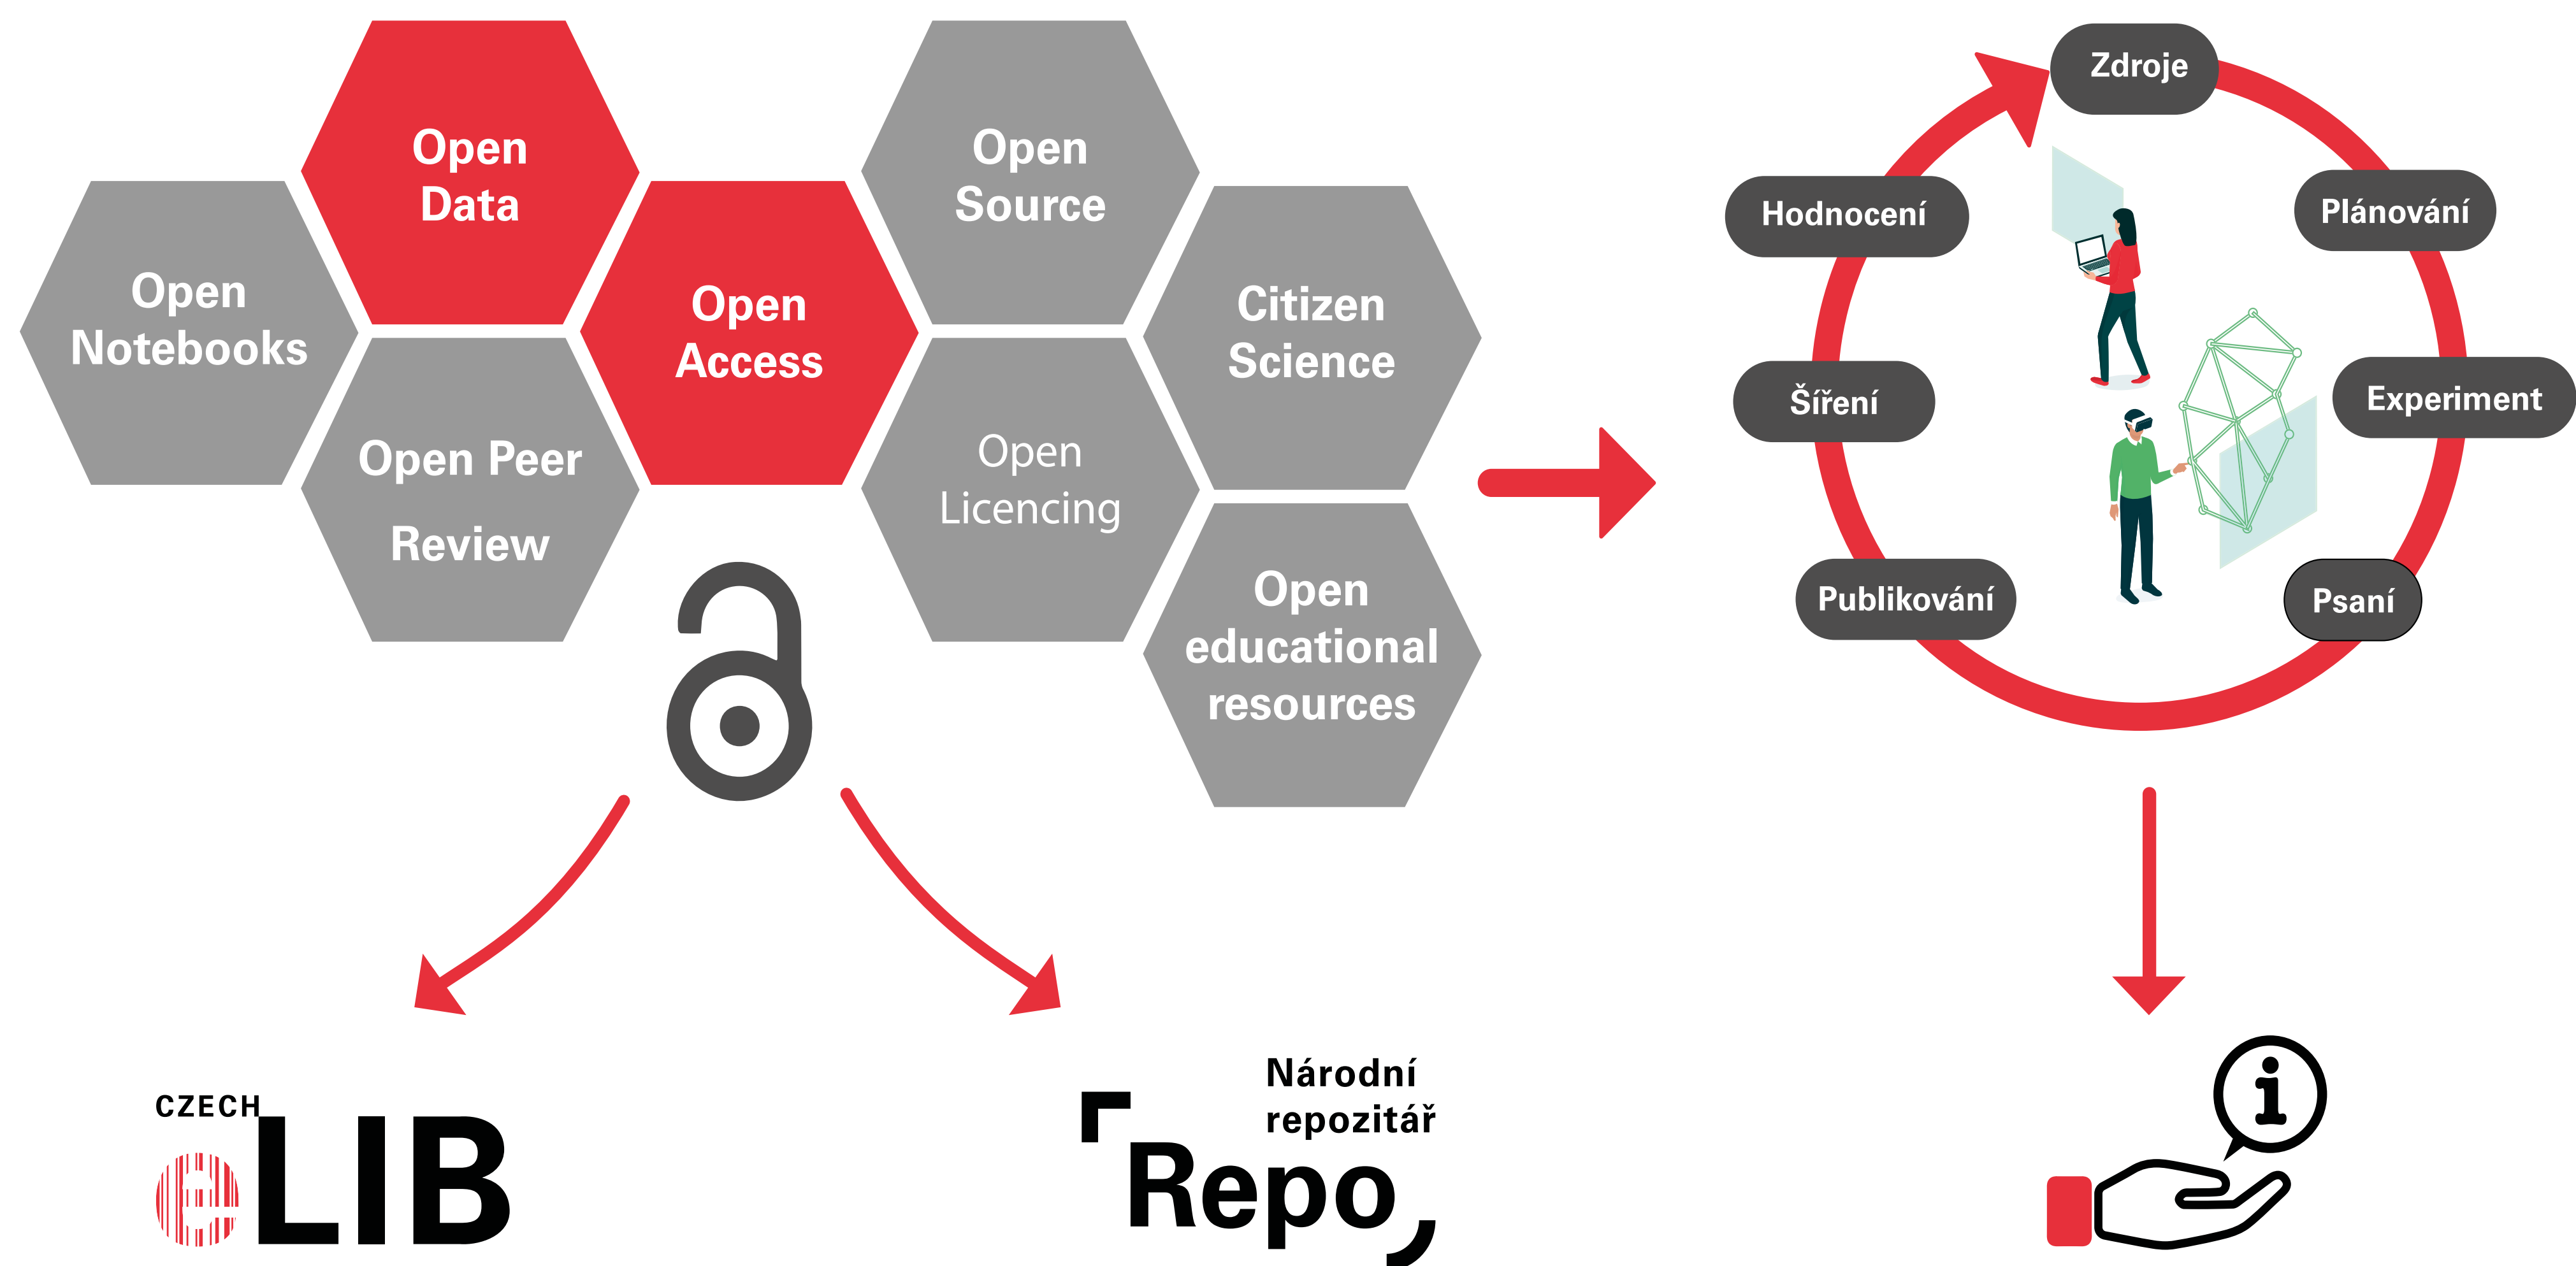 Open
Data
Open
Source
Open
Notebooks
Open
Access
Citizen
Science
Open Peer
Review
Open
Licencing
Open
educational
resources
Zdroje
Plánování
Experiment
Psaní
Publikování
Šíření
Hodnocení
CZECH
eLIB
Národní
repozitář
Repo
i